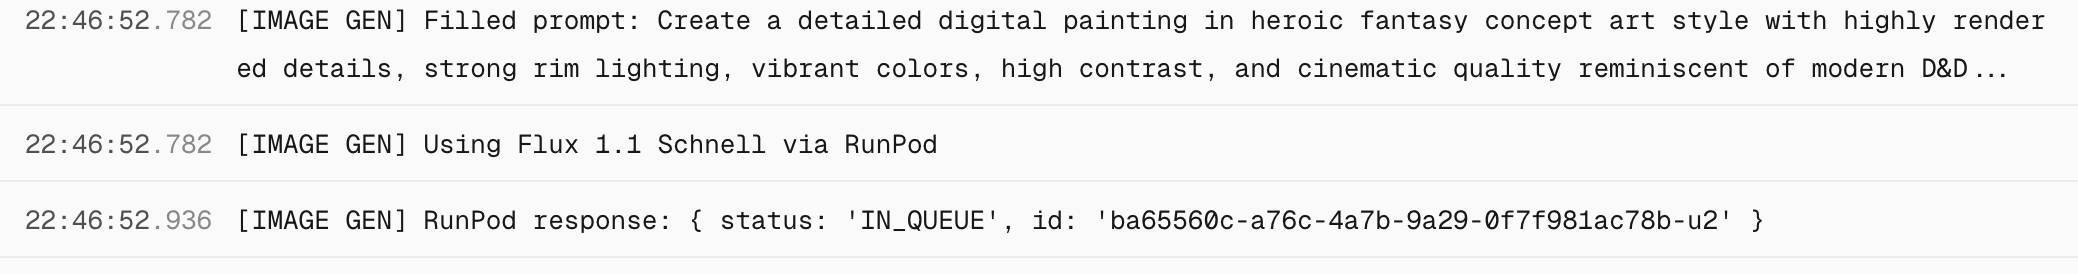 22:46:52.782 [IMAGE GEN] Filled prompt: Create a detailed digital painting in heroic fantasy concept art style with highly render
ed details, strong rim lighting, vibrant colors, high contrast, and cinematic quality reminiscent of modern D&D...
22:46:52.782 [IMAGE GEN] Using Flux 1.1 Schnell via RunPod
22:46:52.936 [IMAGE GEN] RunPod response: { status: 'IN_QUEUE', id: 'ba65560c-a76c-4a7b-9a29-0f7f981ac78b-u2' }